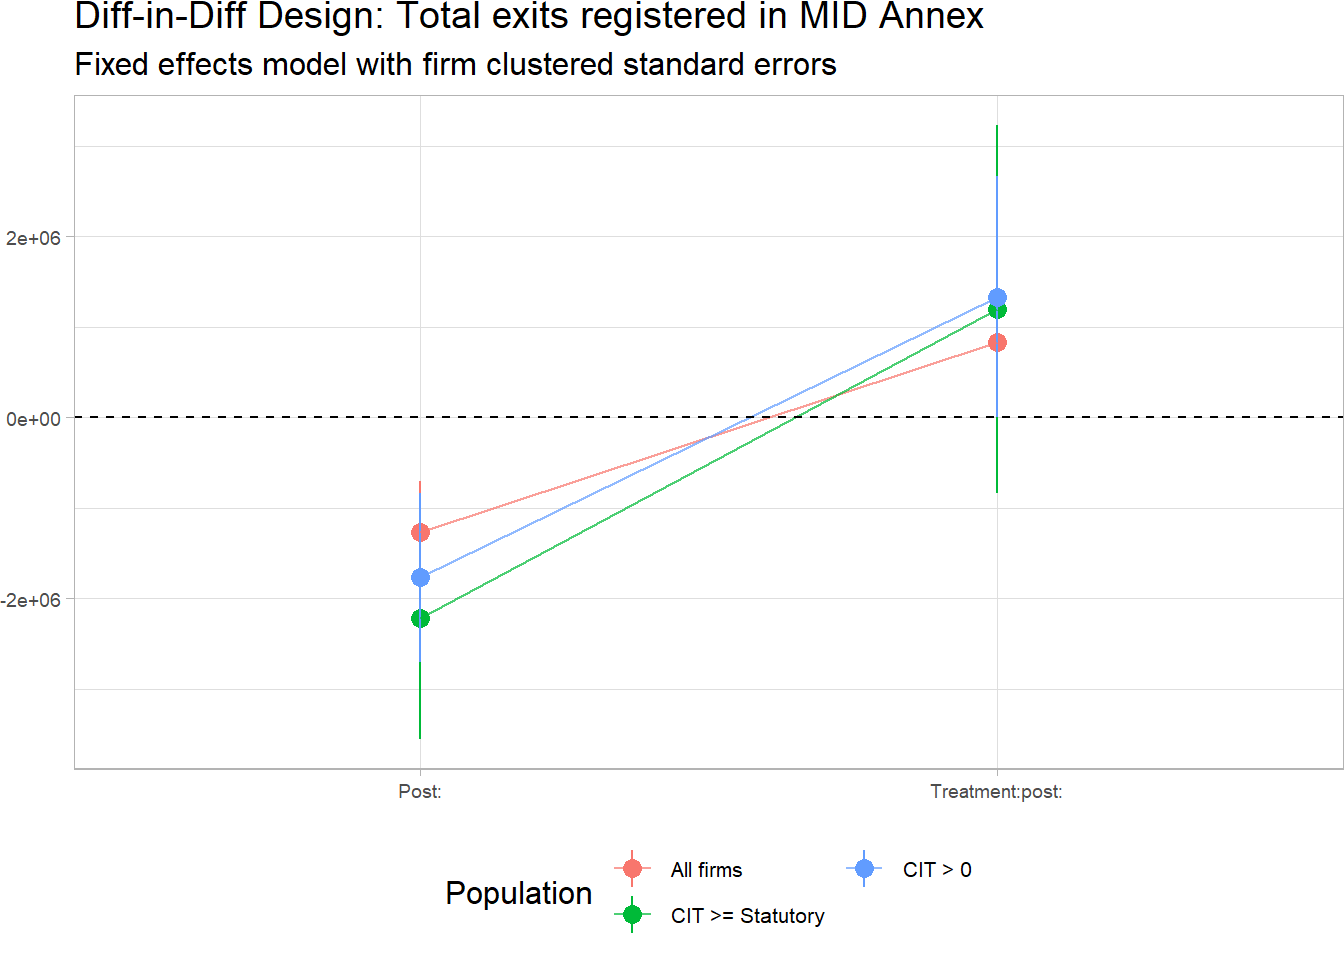 Diff-in-Diff Design: Total exits registered in MID Annex
Fixed effects model with firm clustered standard errors
2e+06
0e+00
-2e+06
Post:
Treatment:post:
Population
All firms
CIT > 0
CIT >= Statutory